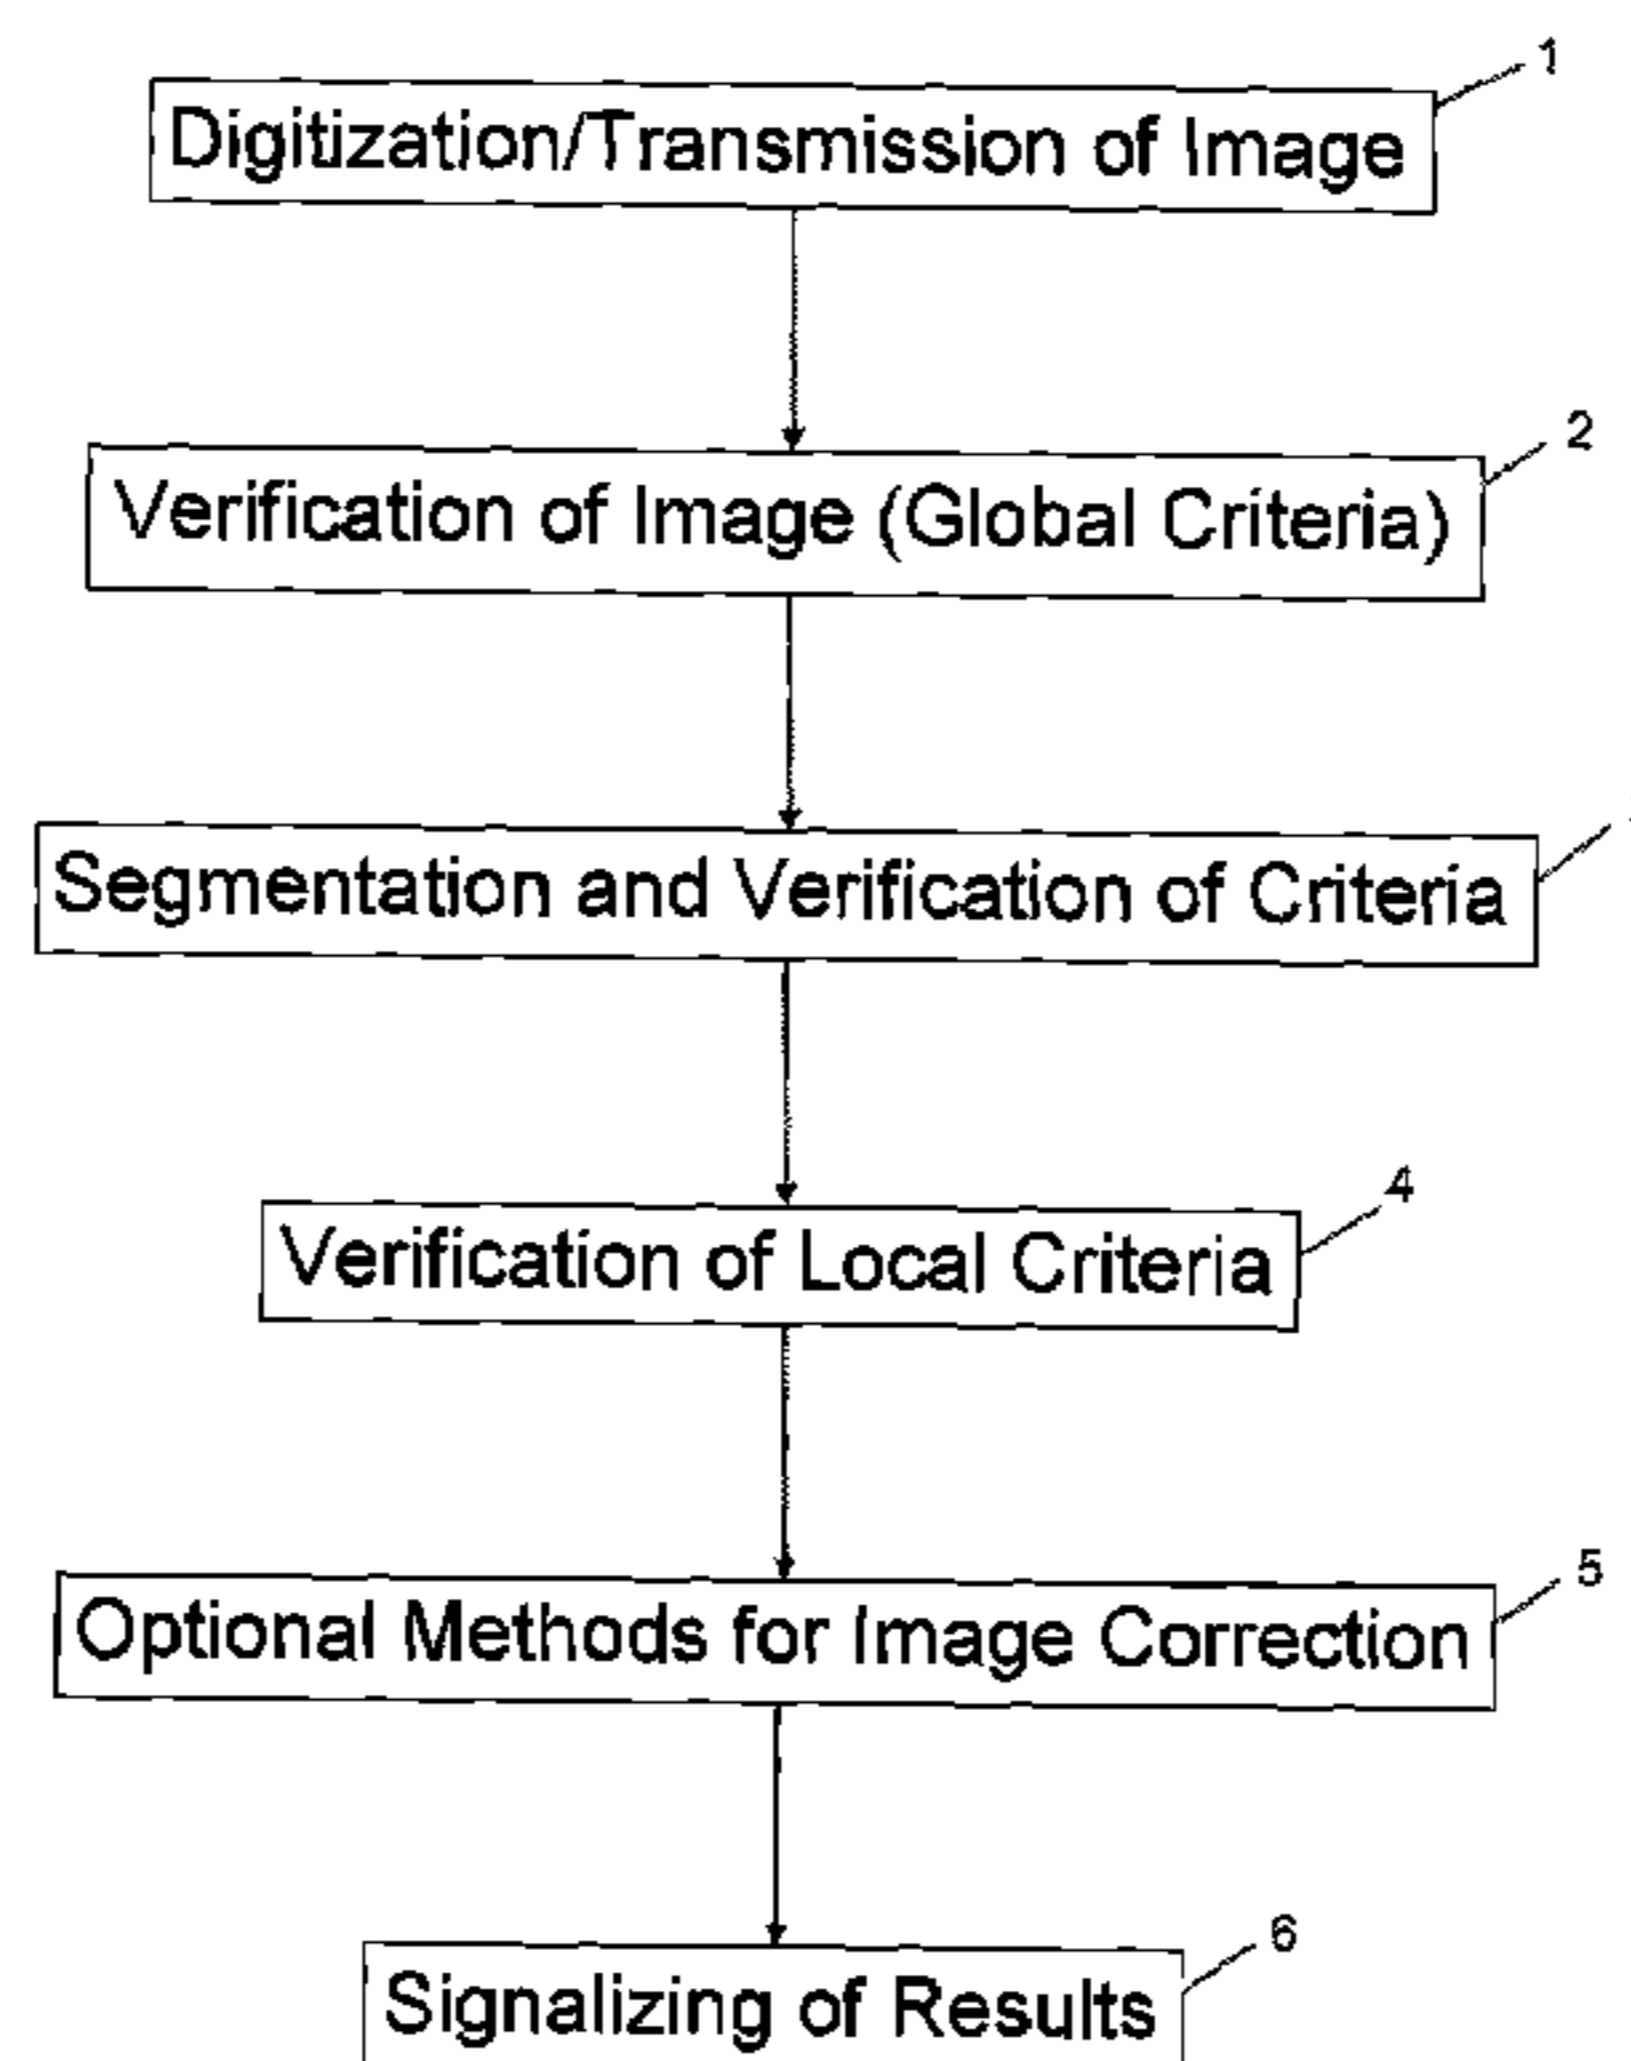 1
Digitization/Transmission of Image
2
Verification of Image (Global Criteria)
Segmentation and Verification of Criteria
4
Verification of Local Criteria
5
Optional Methods for Image Correction
6
Signalizing of Results